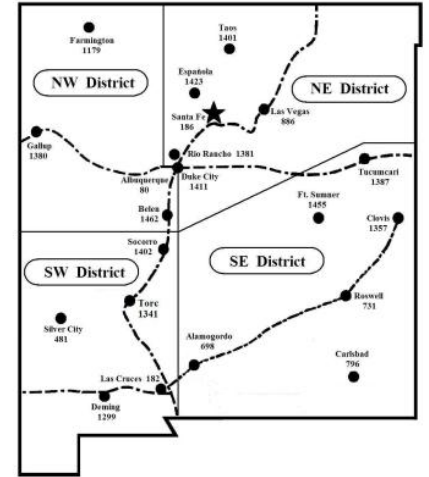 Taos
1401
Farmington
1179
Española
1423
NW District
NE District
Santa Fe
186
Las Vegas
886
Gallup
1380
Rio Rancho 1381
Albuquerque
80
Duke City
1411
Tucumcari
1387
Ft. Sumner
1455
Belen
1462
Clovis
1357
Socorro
1402
SW District
SE District
Torc
1341
Roswell
731
Silver City
481
Alamogordo
698
Carlsbad
796
Las Cruces 182
Deming
1299